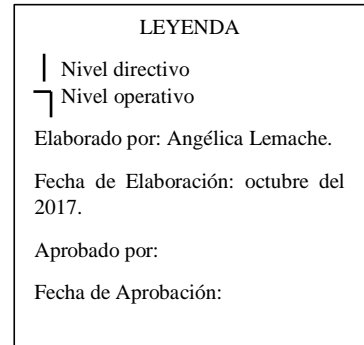 LEYENDA
Nivel directivo
Nivel operativo
Elaborado por: Angélica Lemache.
Fecha de Elaboración: octubre del
2017.
Aprobado por:
Fecha de Aprobación: